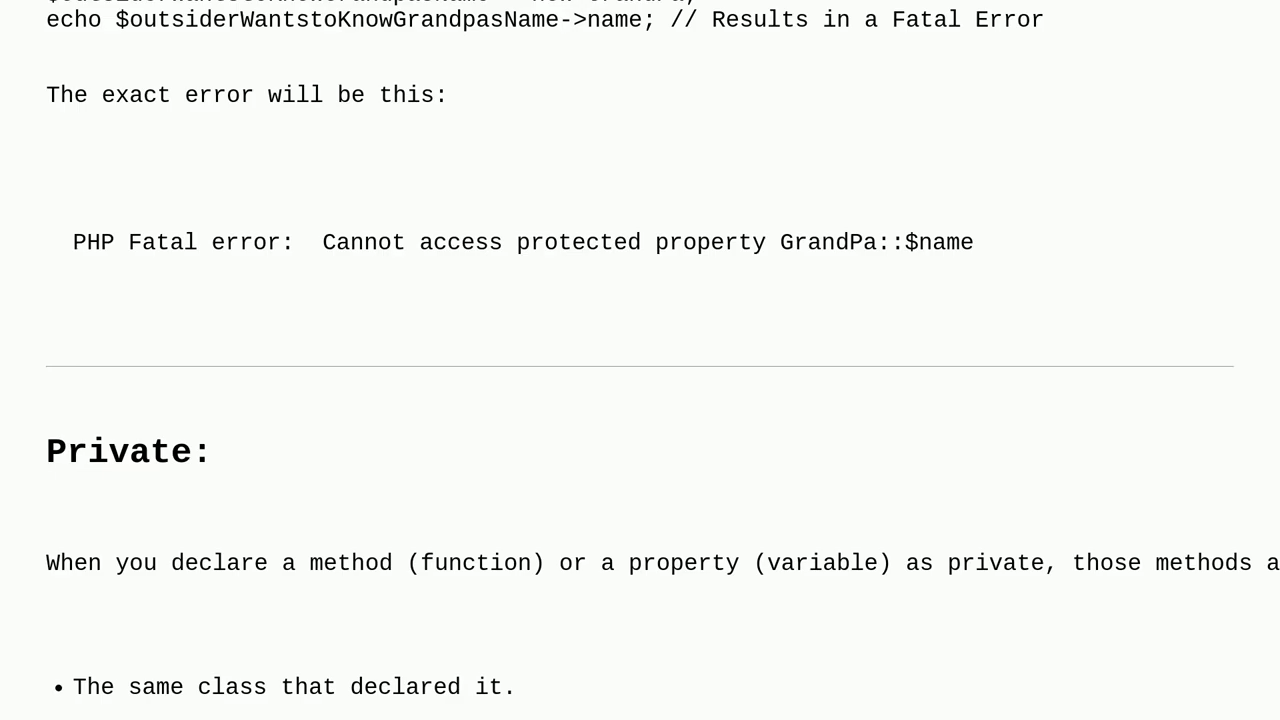 echo $outsiderWantstoKnowGrandpasName->name; // Results in a Fatal Error
The exact error will be this:
PHP Fatal error:  Cannot access protected property GrandPa::$name
Private:
When you declare a method (function) or a property (variable) as private, those methods a
• The same class that declared it.